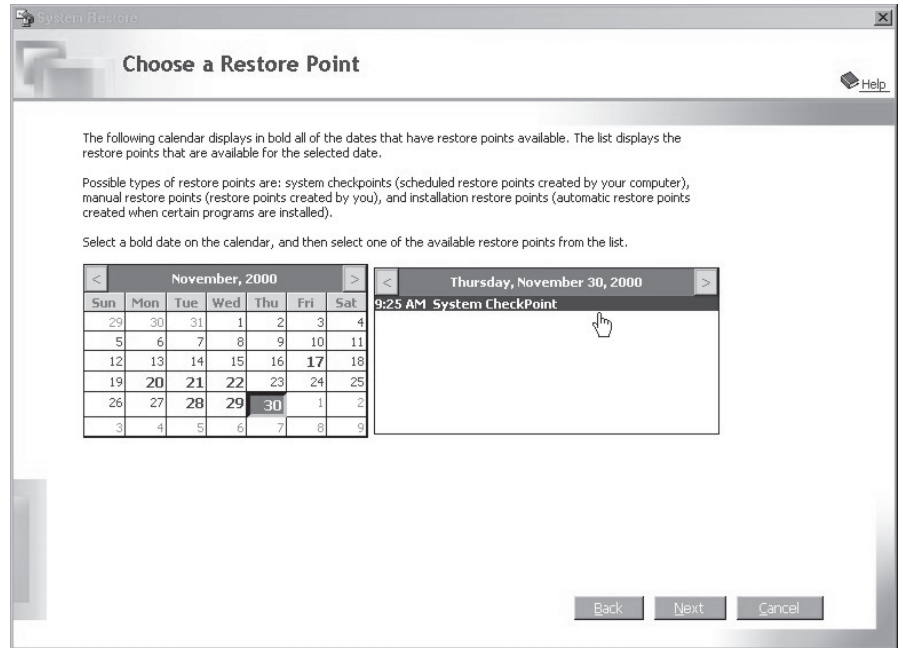 System Restore
Choose a Restore Point
Help
The following calendar displays in bold all of the dates that have restore points available. The list displays the
restore points that are available for the selected date.
Possible types of restore points are: system checkpoints (scheduled restore points created by your computer),
manual restore points (restore points created by you), and installation restore points (automatic restore points
created when certain programs are installed).
Select a bold date on the calendar, and then select one of the available restore points from the list.
< November, 2000 >
Sun Mon Tue Wed Thu Fri Sat
29 30 31 1 2 3 4
5 6 7 8 9 10 11
12 13 14 15 16 17 18
19 20 21 22 23 24 25
26 27 28 29 30 1 2
3 4 5 6 7 8 9
< Thursday, November 30, 2000 >
9:25 AM System CheckPoint
Back Next Cancel